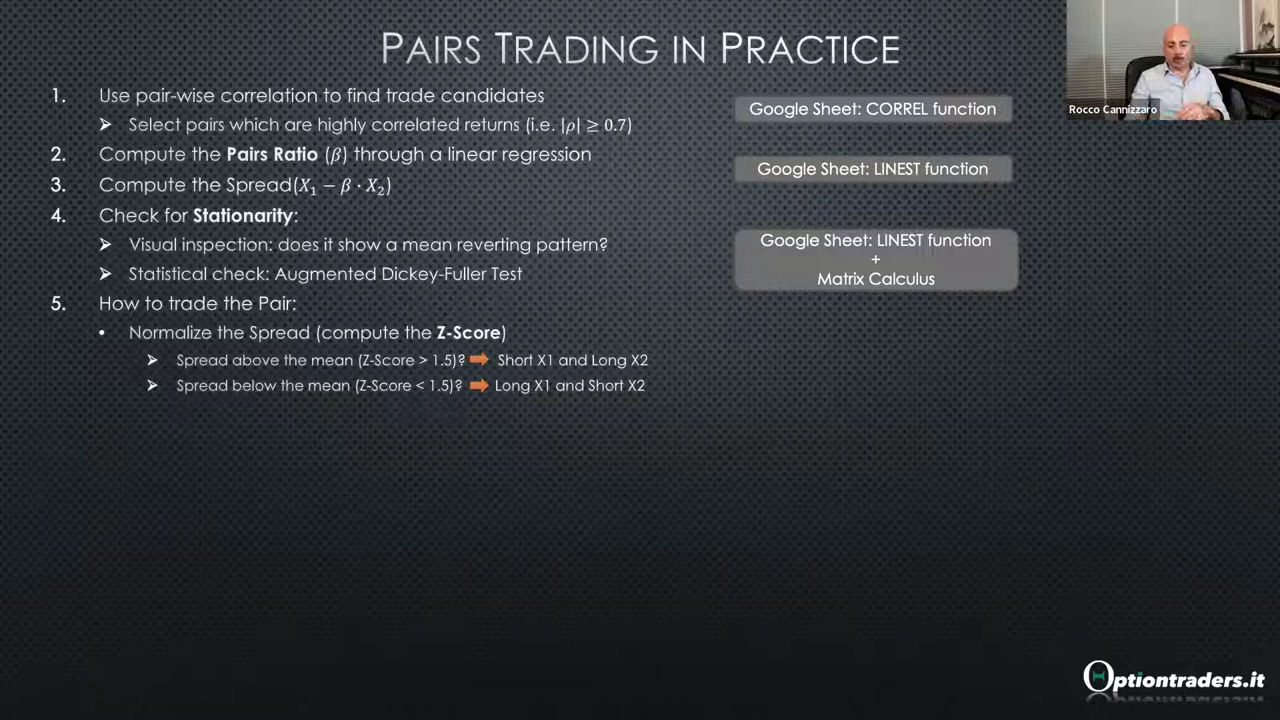 PAIRS TRADING IN PRACTICE
Rocco Cannizzaro
1. Use pair-wise correlation to find trade candidates
Google Sheet: CORREL function
➤ Select pairs which are highly correlated returns (i.e. |ρ| ≥ 0.7)
2. Compute the Pairs Ratio (β) through a linear regression
Google Sheet: LINEST function
3. Compute the Spread(X₁ − β · X₂)
4. Check for Stationarity:
➤ Visual inspection: does it show a mean reverting pattern?
➤ Statistical check: Augmented Dickey-Fuller Test
Google Sheet: LINEST function
+
Matrix Calculus
5. How to trade the Pair:
• Normalize the Spread (compute the Z-Score)
➤ Spread above the mean (Z-Score > 1.5)? ➡ Short X1 and Long X2
➤ Spread below the mean (Z-Score < 1.5)? ➡ Long X1 and Short X2
Optiontraders.it